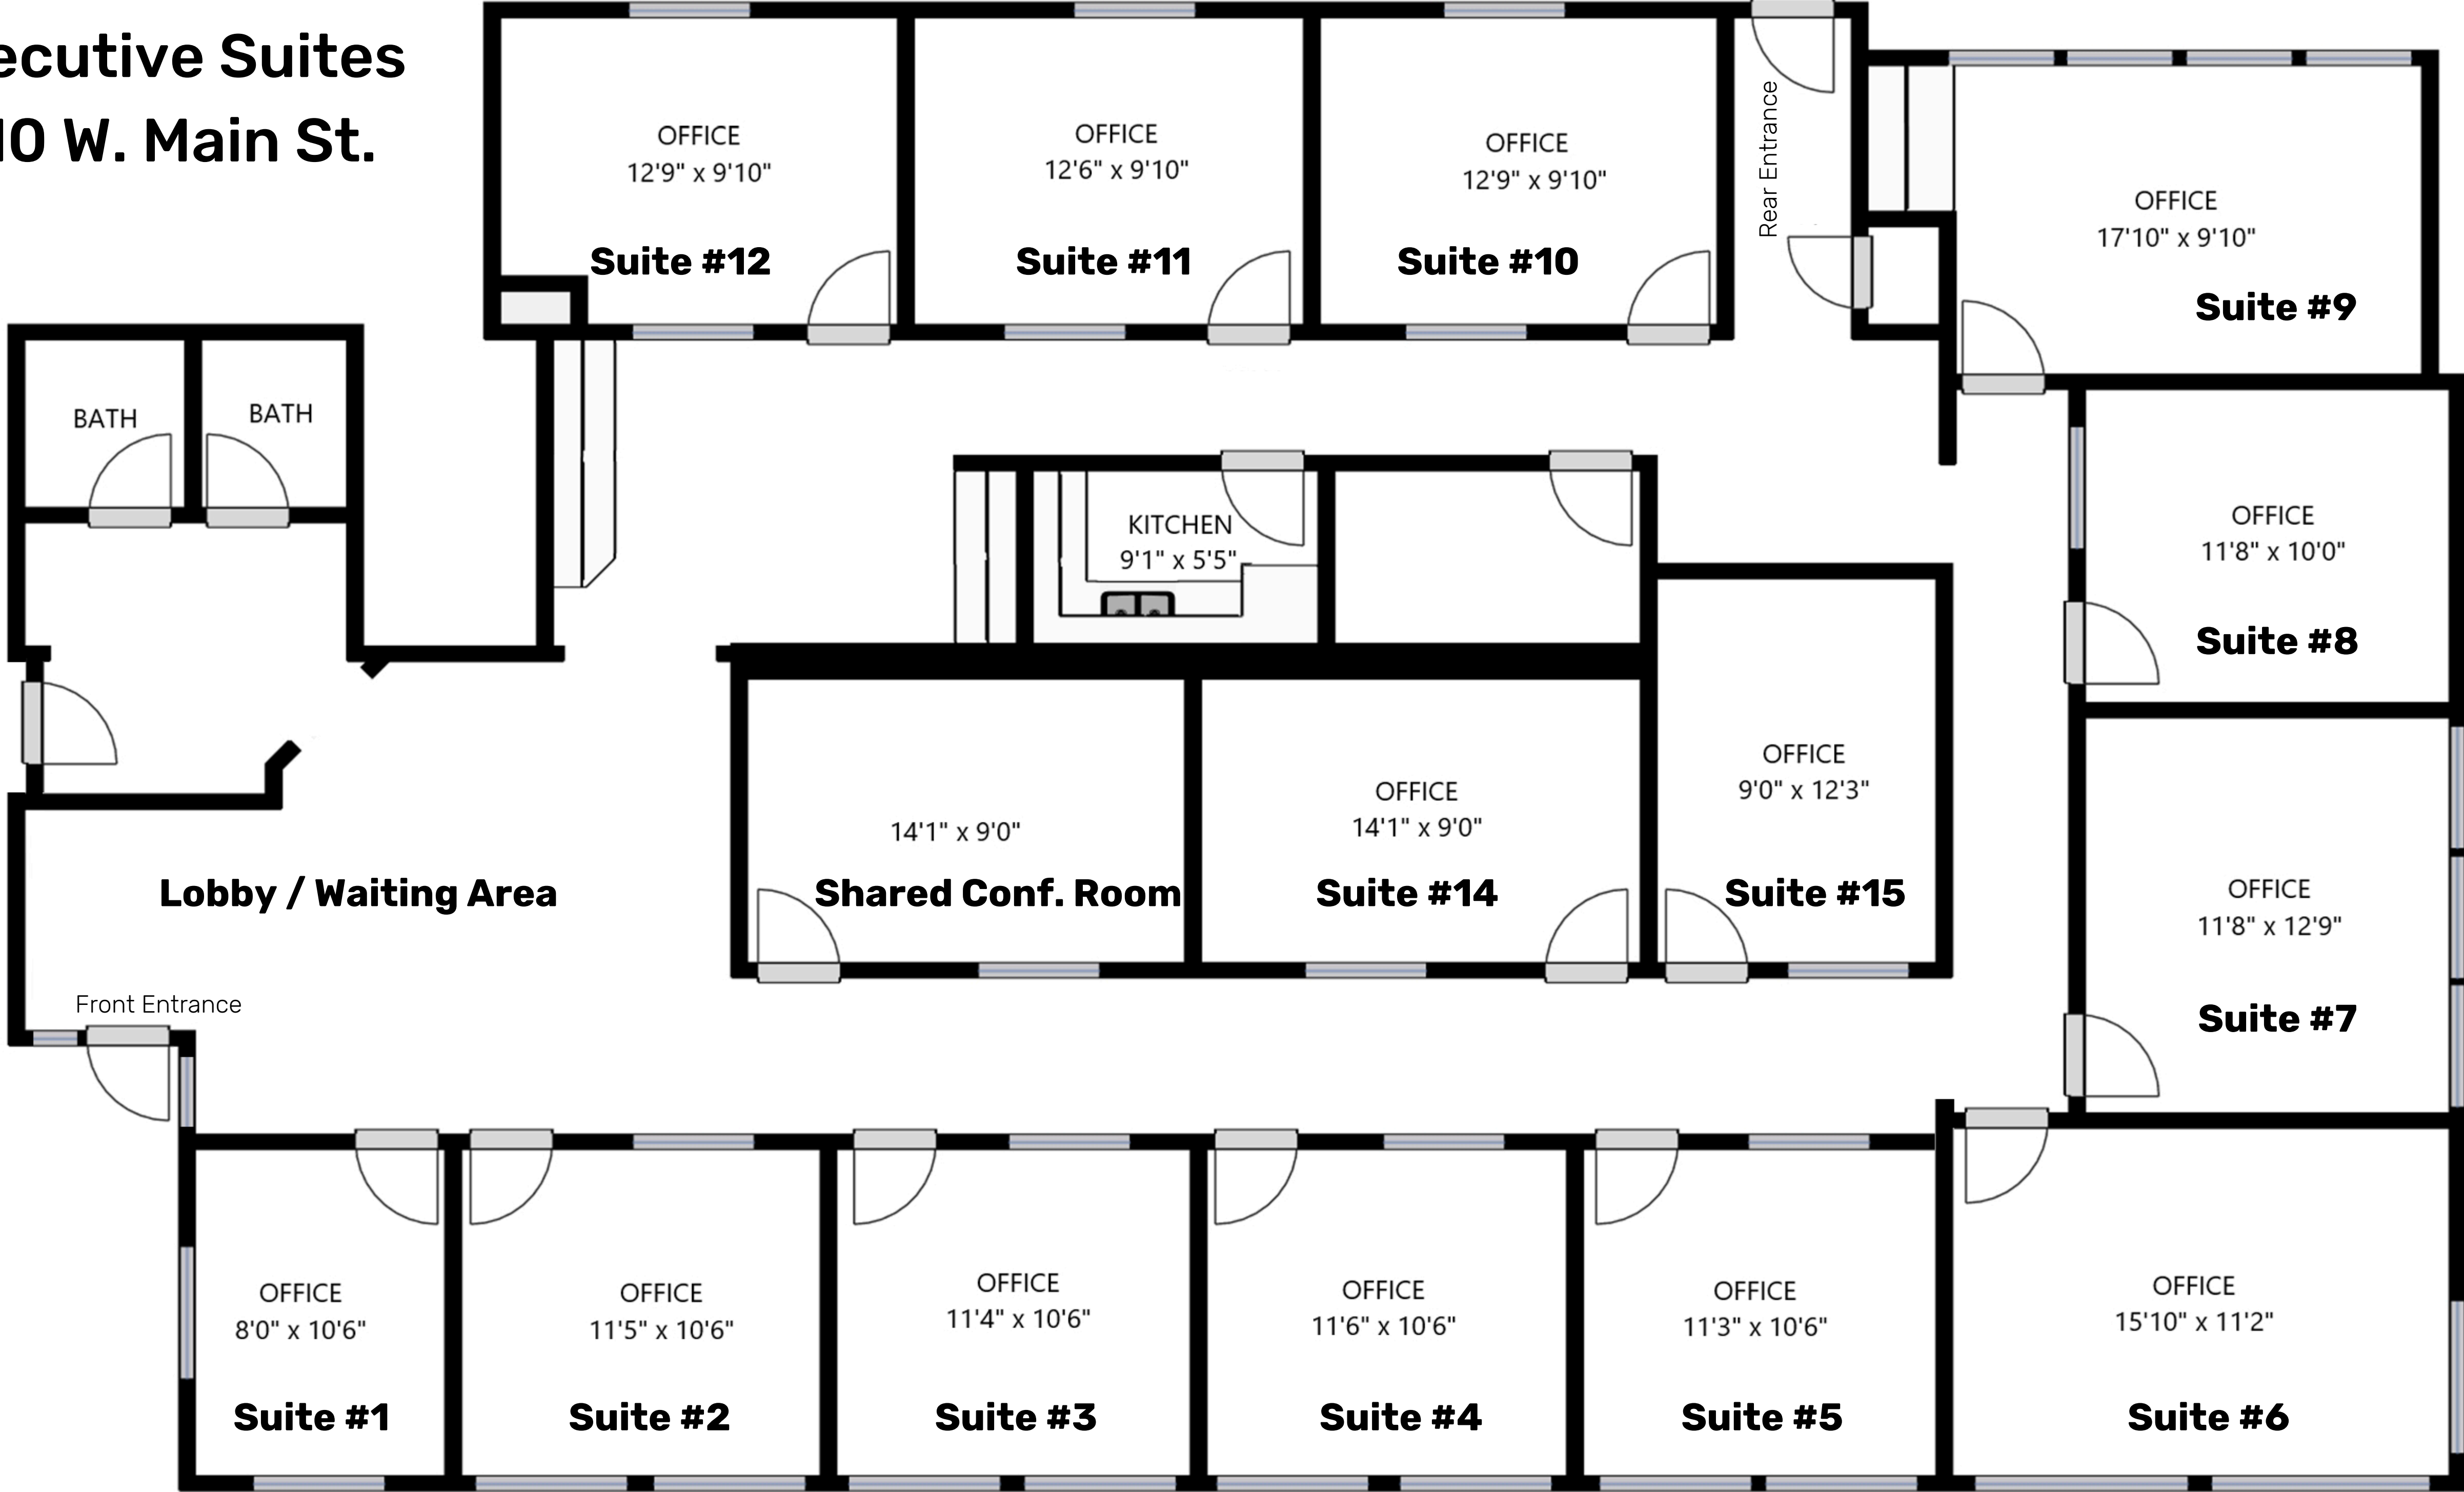 ecutive Suites
10 W. Main St.
OFFICE
12'9" x 9'10"
Suite #12
OFFICE
12'6" x 9'10"
Suite #11
OFFICE
12'9" x 9'10"
Suite #10
Rear Entrance
OFFICE
17'10" x 9'10"
Suite #9
BATH
BATH
KITCHEN
9'1" x 5'5"
OFFICE
11'8" x 10'0"
Suite #8
14'1" x 9'0"
Shared Conf. Room
OFFICE
14'1" x 9'0"
Suite #14
OFFICE
9'0" x 12'3"
Suite #15
OFFICE
11'8" x 12'9"
Suite #7
Lobby / Waiting Area
Front Entrance
OFFICE
8'0" x 10'6"
Suite #1
OFFICE
11'5" x 10'6"
Suite #2
OFFICE
11'4" x 10'6"
Suite #3
OFFICE
11'6" x 10'6"
Suite #4
OFFICE
11'3" x 10'6"
Suite #5
OFFICE
15'10" x 11'2"
Suite #6